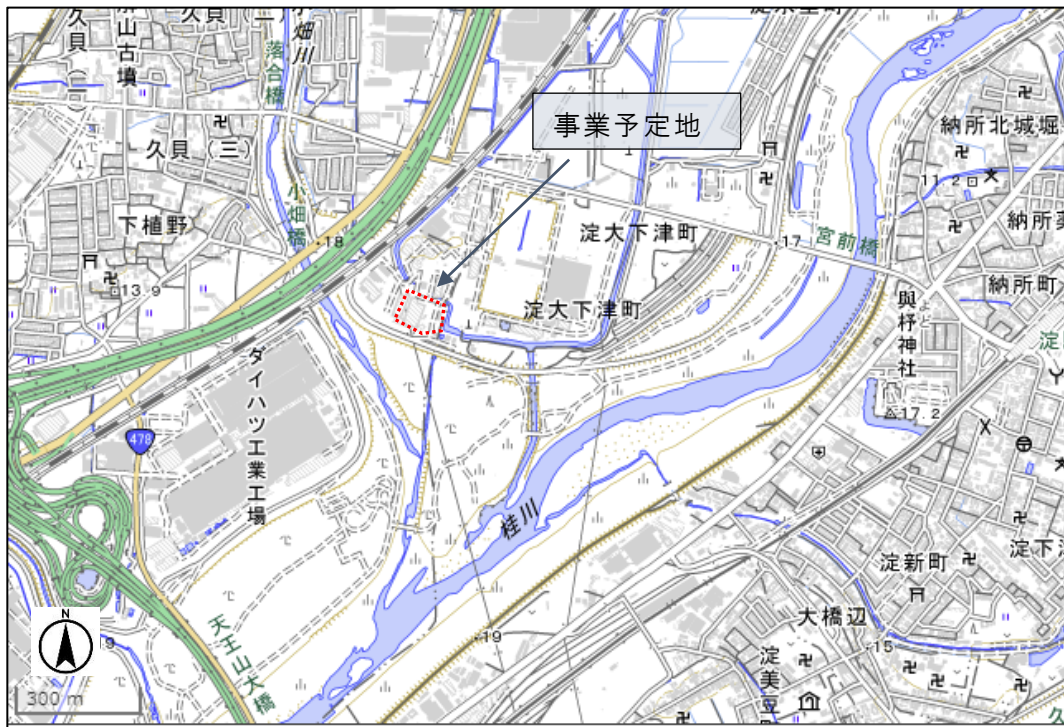 久貝(二)
小畑川
落合橋
久貝(三)
下植野
13.9
小畑橋
18
事業予定地
淀大下津町
淀大下津町
17
宮前橋
納所北城堀
11.2
納所町
與杼神社
よど
17.2
478
ダイハツ工業工場
桂川
天王山大橋
19
淀新町
大橋辺
15
N
300 m